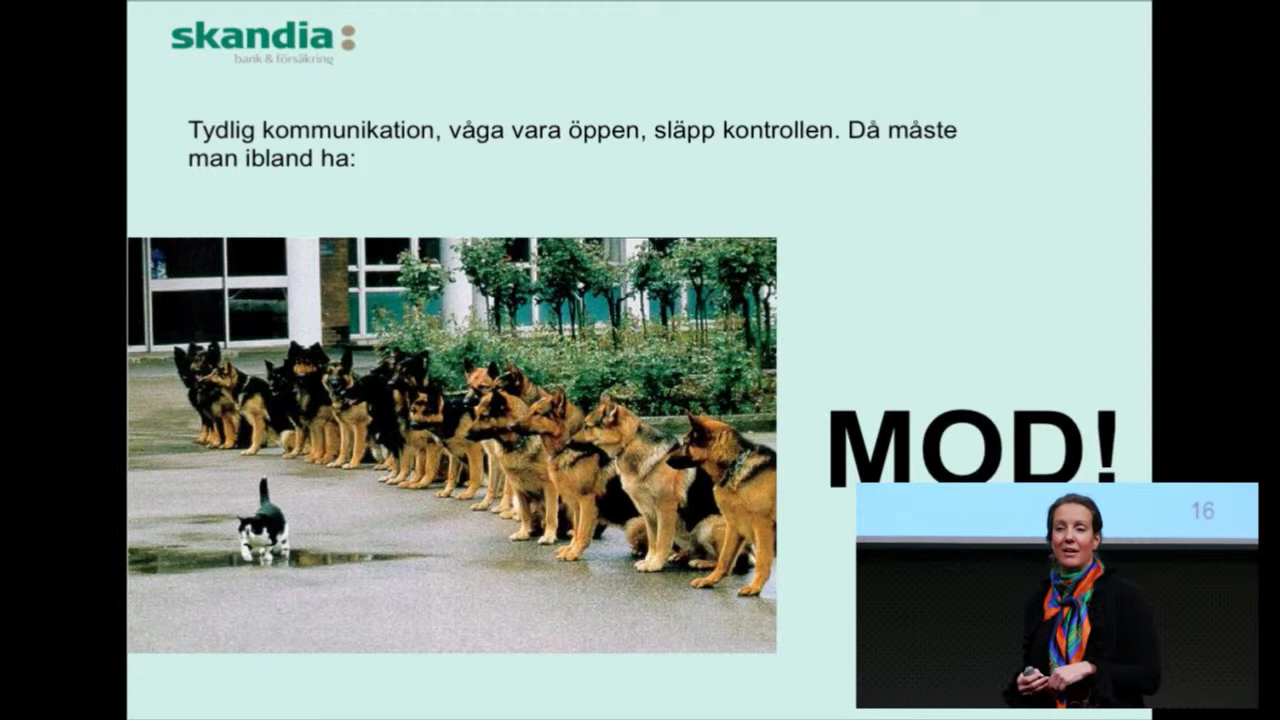 skandia:
bank & försäkring
Tydlig kommunikation, våga vara öppen, släpp kontrollen. Då måste
man ibland ha:
MOD!
16